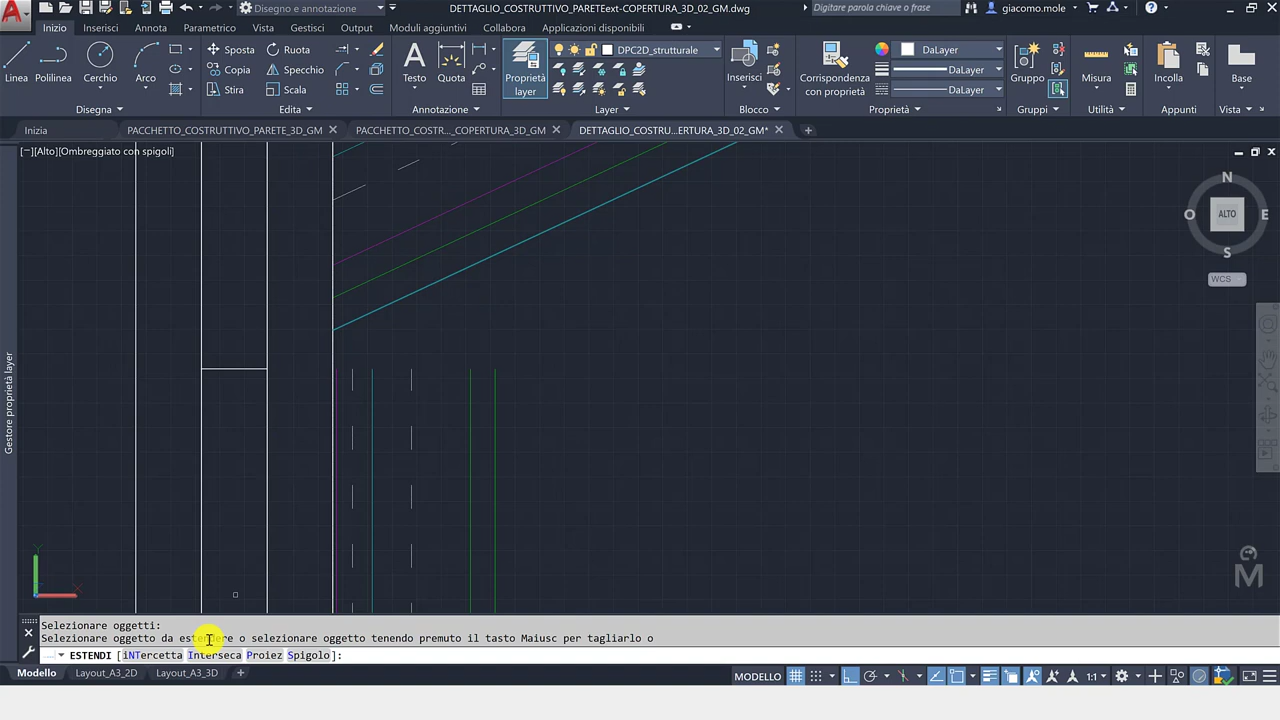 Disegno e annotazione
DETTAGLIO_COSTRUTTIVO_PARETEext-COPERTURA_3D_02_GM.dwg
Digitare parola chiave o frase
giacomo.mole
Inizio
Inserisci
Annota
Parametrico
Vista
Gestisci
Output
Moduli aggiuntivi
Collabora
Applicazioni disponibili
Linea
Polilinea
Cerchio
Arco
Sposta
Ruota
Copia
Specchio
Stira
Scala
Testo
Quota
Proprietà
layer
DPC2D_strutturale
Inserisci
Corrispondenza
con proprietà
DaLayer
DaLayer
DaLayer
Gruppo
Misura
Incolla
Base
Disegna
Edita
Annotazione
Layer
Blocco
Proprietà
Gruppi
Utilità
Appunti
Vista
Inizia
PACCHETTO_COSTRUTTIVO_PARETE_3D_GM
PACCHETTO_COSTR..._COPERTURA_3D_GM
DETTAGLIO_COSTRU...ERTURA_3D_02_GM*
[−][Alto][Ombreggiato con spigoli]
N
O
ALTO
E
S
WCS
Gestore proprietà layer
Y
X
M
Selezionare oggetti:
Selezionare oggetto da estendere o selezionare oggetto tenendo premuto il tasto Maiusc per tagliarlo o
ESTENDI [iNTercetta Interseca Proiez Spigolo]:
Modello
Layout_A3_2D
Layout_A3_3D
MODELLO
1:1